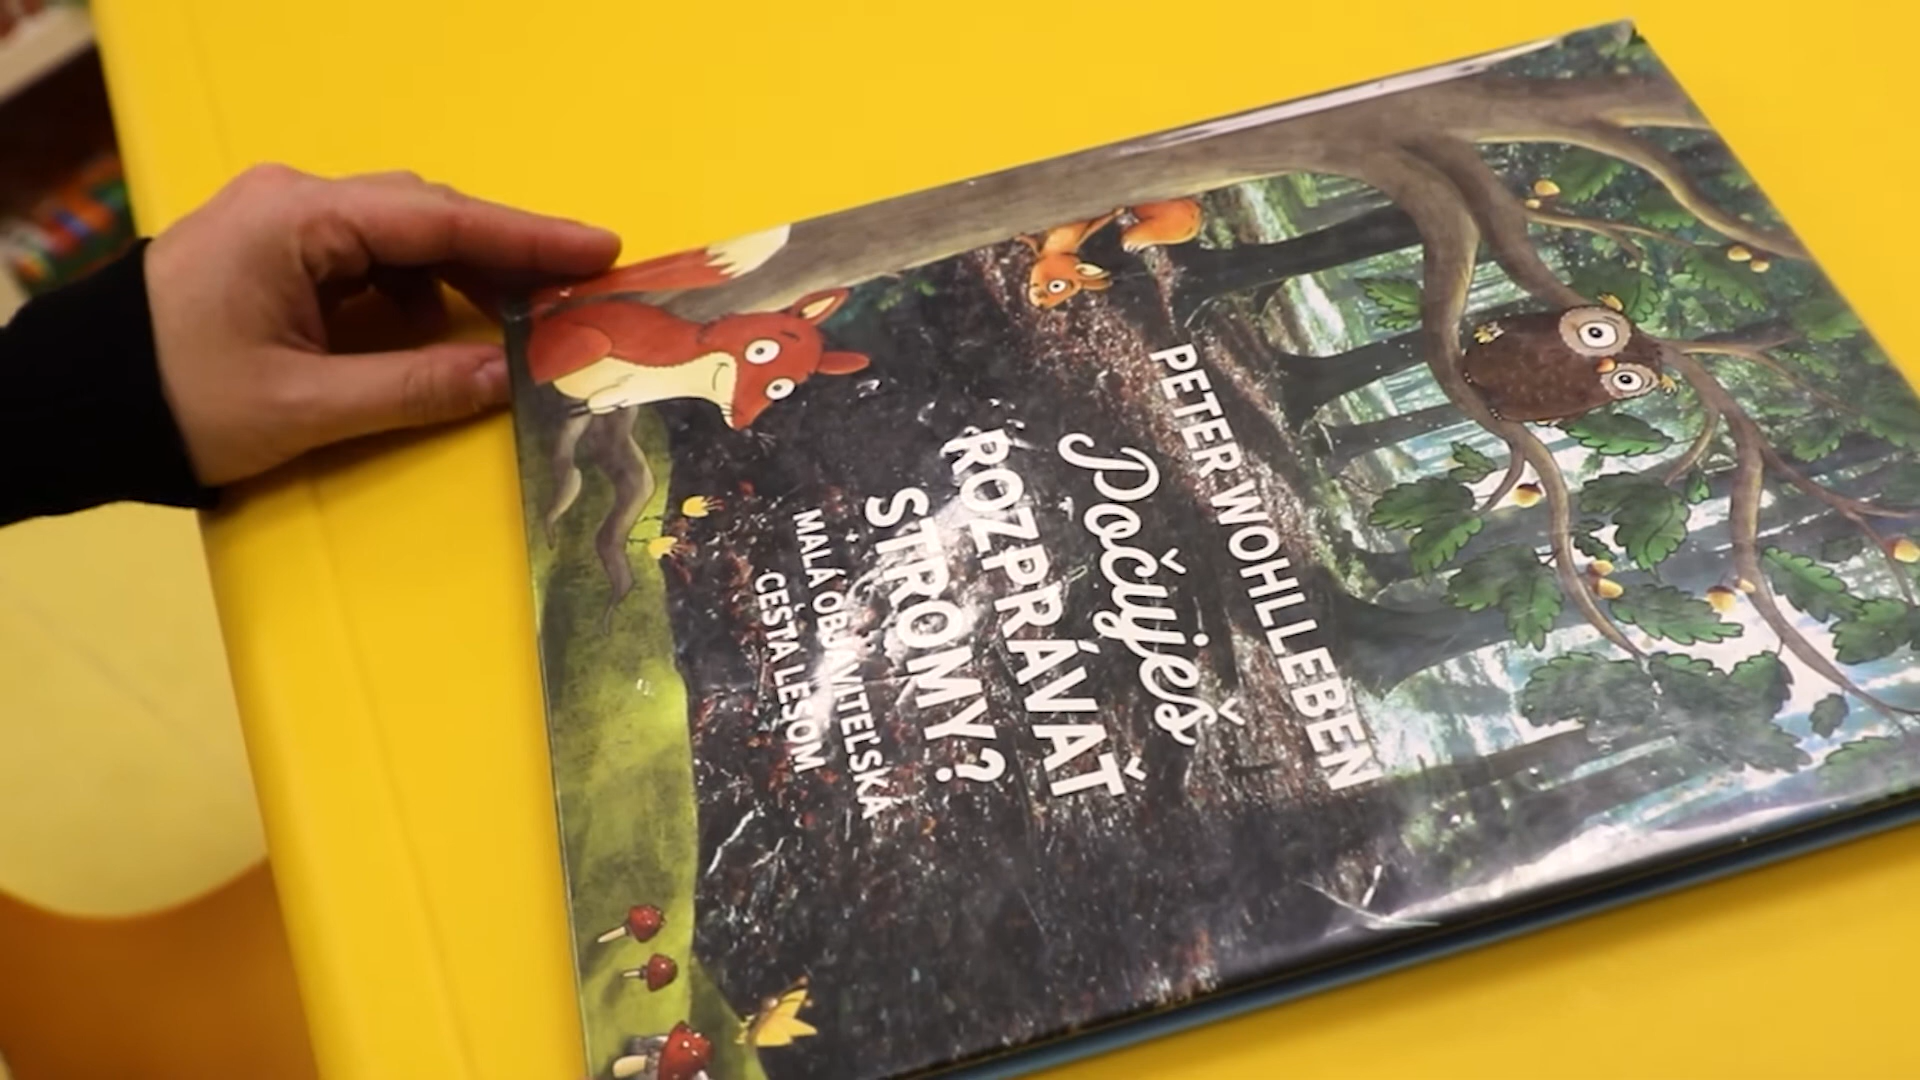 PETER WOHLLEBEN
Počuješ
ROZPRÁVAŤ
STROMY?
MALÁ OBJAVITEĽSKÁ
CESTA LESOM